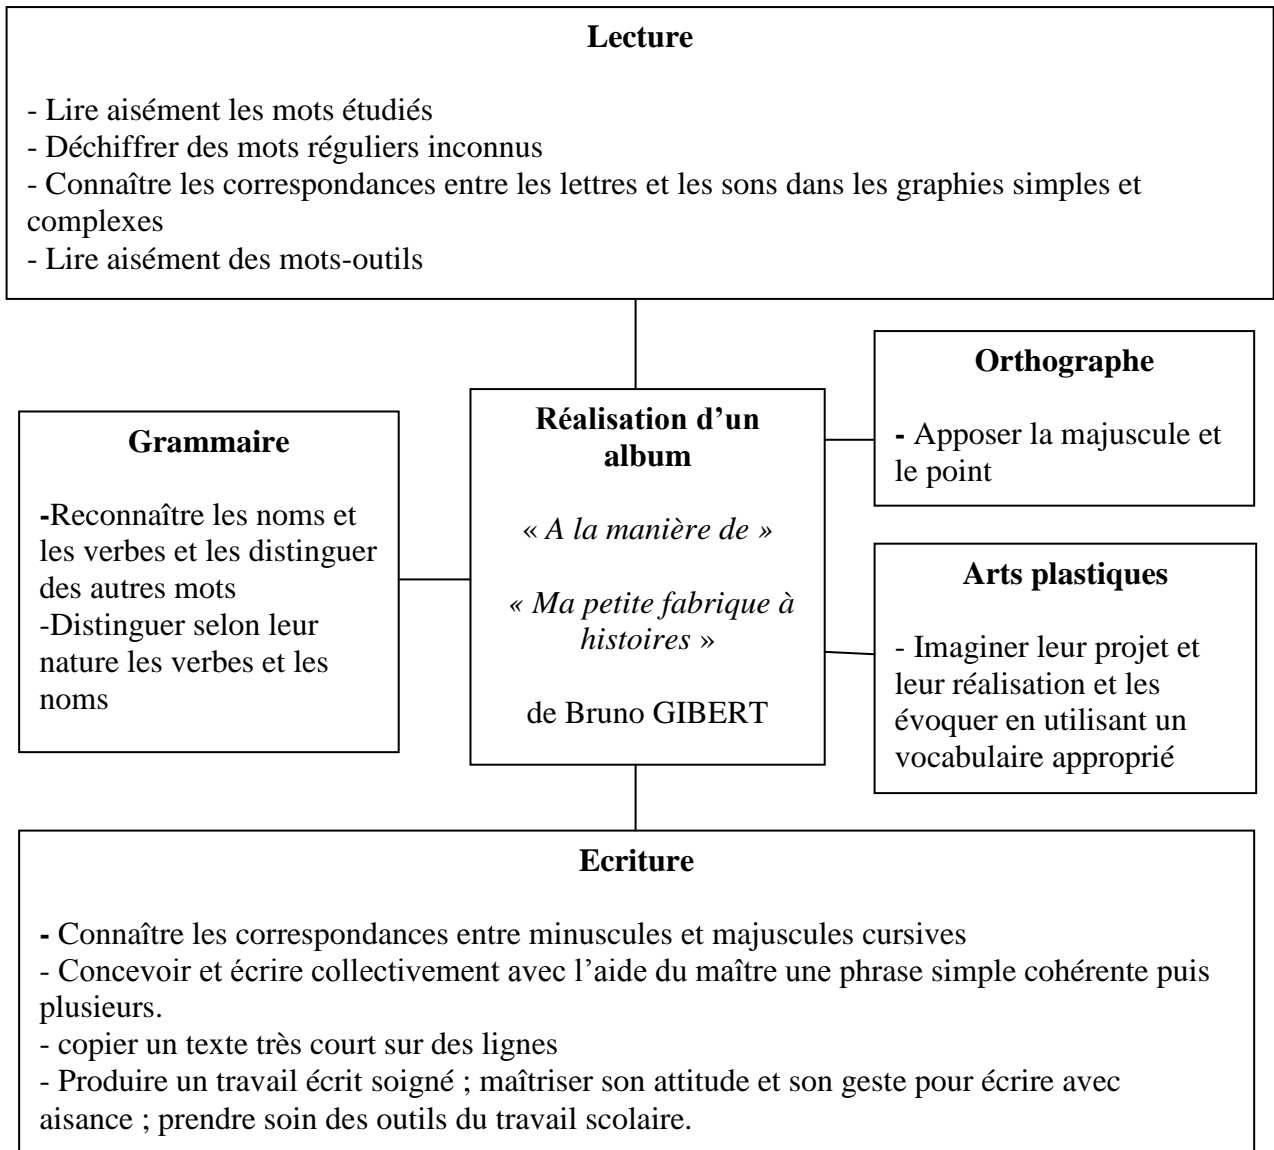 Lecture
- Lire aisément les mots étudiés
- Déchiffrer des mots réguliers inconnus
- Connaître les correspondances entre les lettres et les sons dans les graphies simples et
complexes
- Lire aisément des mots-outils
Grammaire
-Reconnaître les noms et
les verbes et les distinguer
des autres mots
-Distinguer selon leur
nature les verbes et les
noms
Réalisation d’un
album
« A la manière de »
« Ma petite fabrique à
histoires »
de Bruno GIBERT
Orthographe
- Apposer la majuscule et
le point
Arts plastiques
- Imaginer leur projet et
leur réalisation et les
évoquer en utilisant un
vocabulaire approprié
Ecriture
- Connaître les correspondances entre minuscules et majuscules cursives
- Concevoir et écrire collectivement avec l’aide du maître une phrase simple cohérente puis
plusieurs.
- copier un texte très court sur des lignes
- Produire un travail écrit soigné ; maîtriser son attitude et son geste pour écrire avec
aisance ; prendre soin des outils du travail scolaire.